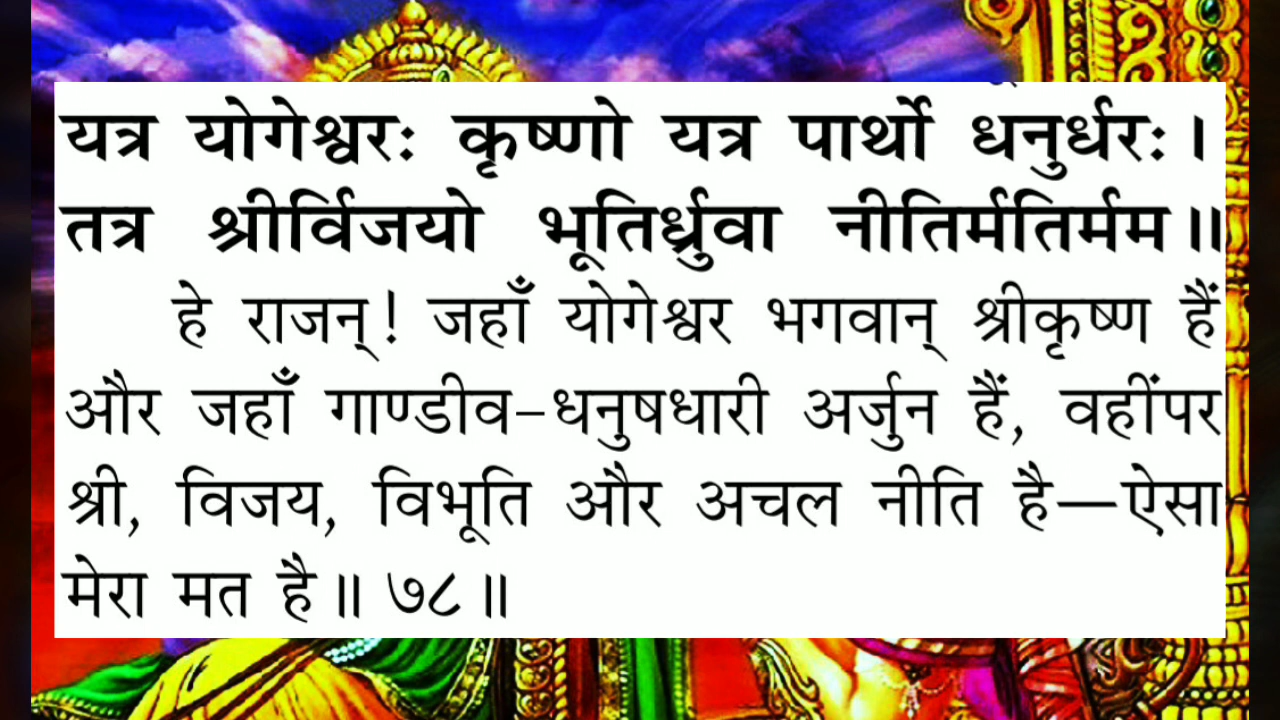 यत्र योगेश्वरः कृष्णो यत्र पार्थो धनुर्धरः।
तत्र श्रीर्विजयो भूतिर्ध्रुवा नीतिर्मतिर्मम॥
हे राजन्! जहाँ योगेश्वर भगवान् श्रीकृष्ण हैं
और जहाँ गाण्डीव-धनुषधारी अर्जुन हैं, वहींपर
श्री, विजय, विभूति और अचल नीति है—ऐसा
मेरा मत है॥ ७८॥